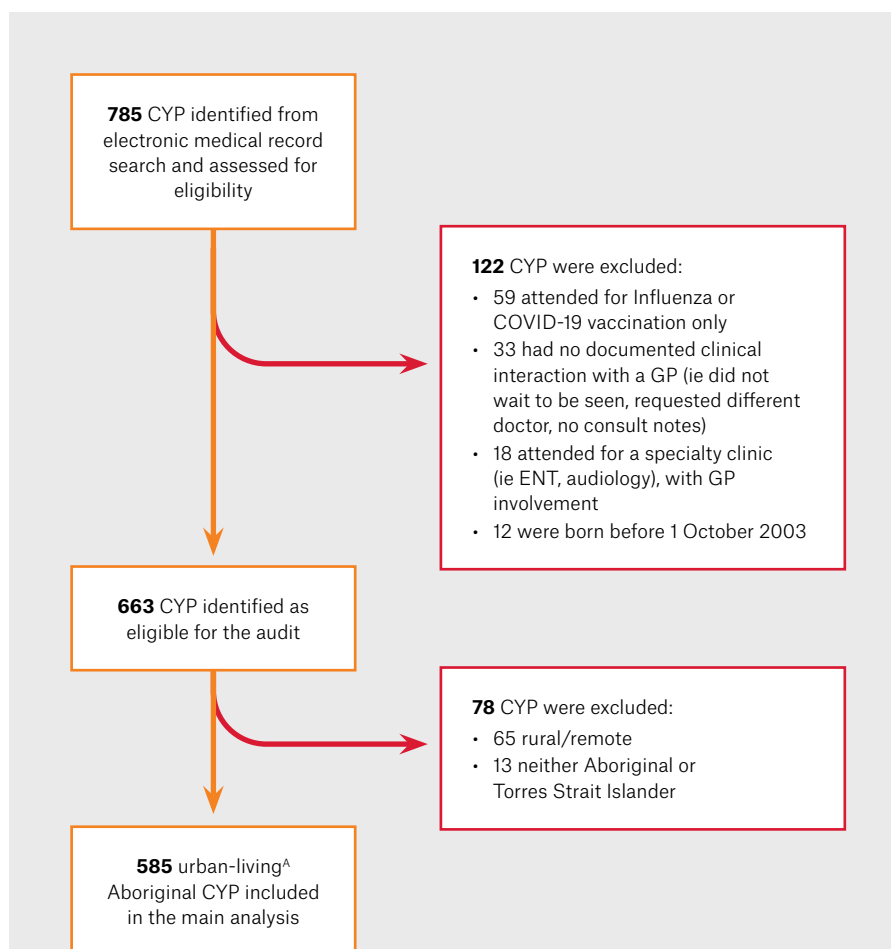 785 CYP identified from
electronic medical record
search and assessed for
eligibility
122 CYP were excluded:
• 59 attended for Influenza or
COVID-19 vaccination only
• 33 had no documented clinical
interaction with a GP (ie did not
wait to be seen, requested different
doctor, no consult notes)
• 18 attended for a specialty clinic
(ie ENT, audiology), with GP
involvement
• 12 were born before 1 October 2003
663 CYP identified as
eligible for the audit
78 CYP were excluded:
• 65 rural/remote
• 13 neither Aboriginal or
Torres Strait Islander
585 urban-livingᴬ
Aboriginal CYP included
in the main analysis